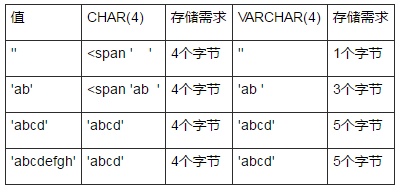 值 CHAR(4) 存储需求 VARCHAR(4) 存储需求
'' <span '    ' 4个字节 '' 1个字节
'ab' <span 'ab  ' 4个字节 'ab ' 3个字节
'abcd' 'abcd' 4个字节 'abcd' 5个字节
'abcdefgh' 'abcd' 4个字节 'abcd' 5个字节